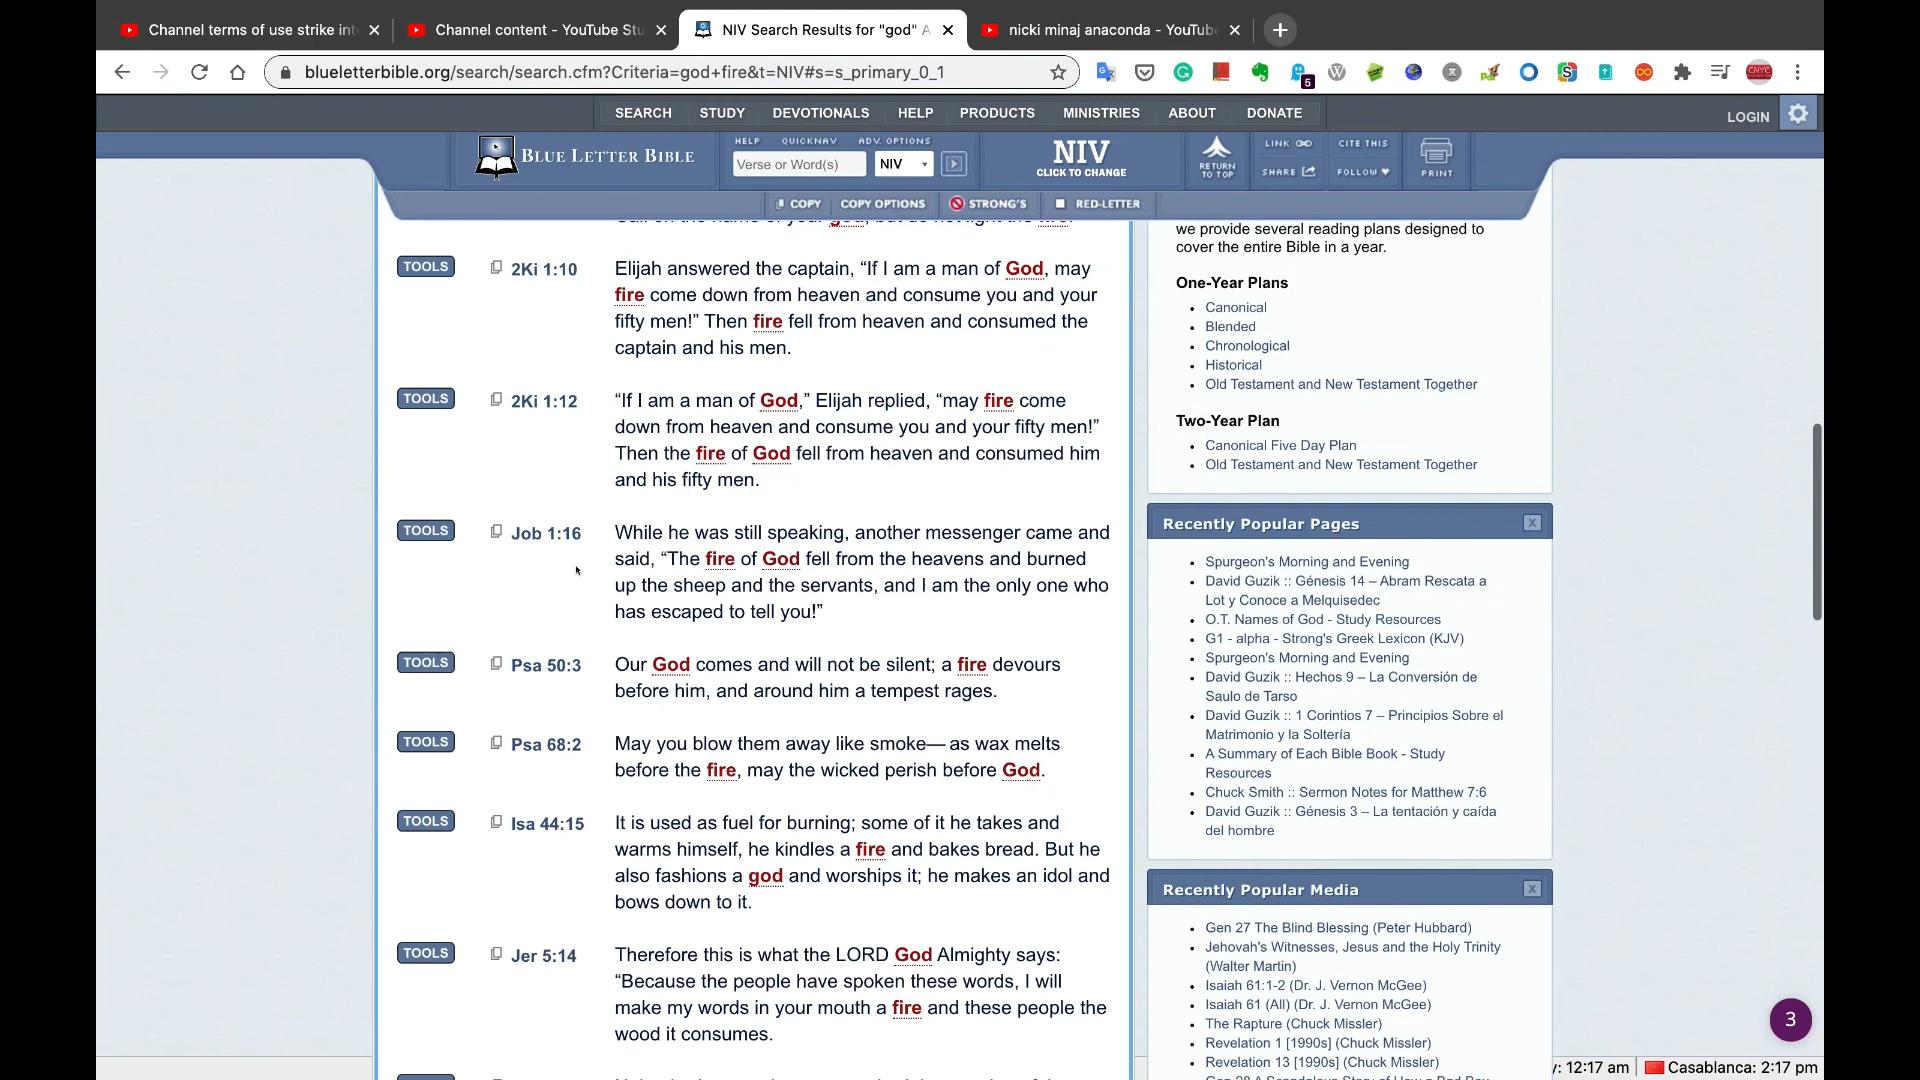 Channel terms of use strike int
Channel content - YouTube Stu
NIV Search Results for "god" A
nicki minaj anaconda - YouTube
blueletterbible.org/search/search.cfm?Criteria=god+fire&t=NIV#s=s_primary_0_1
5
SEARCH STUDY DEVOTIONALS HELP PRODUCTS MINISTRIES ABOUT DONATE
LOGIN
BLUE LETTER BIBLE
HELP QUICKNAV ADV. OPTIONS
Verse or Word(s) NIV
NIV
CLICK TO CHANGE
RETURN
TO TOP
LINK CITE THIS
SHARE FOLLOW
PRINT
COPY COPY OPTIONS STRONG'S RED-LETTER
TOOLS 2Ki 1:10
Elijah answered the captain, “If I am a man of God, may
fire come down from heaven and consume you and your
fifty men!” Then fire fell from heaven and consumed the
captain and his men.
TOOLS 2Ki 1:12
“If I am a man of God,” Elijah replied, “may fire come
down from heaven and consume you and your fifty men!”
Then the fire of God fell from heaven and consumed him
and his fifty men.
TOOLS Job 1:16
While he was still speaking, another messenger came and
said, “The fire of God fell from the heavens and burned
up the sheep and the servants, and I am the only one who
has escaped to tell you!”
TOOLS Psa 50:3
Our God comes and will not be silent; a fire devours
before him, and around him a tempest rages.
TOOLS Psa 68:2
May you blow them away like smoke— as wax melts
before the fire, may the wicked perish before God.
TOOLS Isa 44:15
It is used as fuel for burning; some of it he takes and
warms himself, he kindles a fire and bakes bread. But he
also fashions a god and worships it; he makes an idol and
bows down to it.
TOOLS Jer 5:14
Therefore this is what the LORD God Almighty says:
“Because the people have spoken these words, I will
make my words in your mouth a fire and these people the
wood it consumes.
we provide several reading plans designed to
cover the entire Bible in a year.
One-Year Plans
Canonical
Blended
Chronological
Historical
Old Testament and New Testament Together
Two-Year Plan
Canonical Five Day Plan
Old Testament and New Testament Together
Recently Popular Pages X
Spurgeon's Morning and Evening
David Guzik :: Génesis 14 – Abram Rescata a
Lot y Conoce a Melquisedec
O.T. Names of God - Study Resources
G1 - alpha - Strong's Greek Lexicon (KJV)
Spurgeon's Morning and Evening
David Guzik :: Hechos 9 – La Conversión de
Saulo de Tarso
David Guzik :: 1 Corintios 7 – Principios Sobre el
Matrimonio y la Soltería
A Summary of Each Bible Book - Study
Resources
Chuck Smith :: Sermon Notes for Matthew 7:6
David Guzik :: Génesis 3 – La tentación y caída
del hombre
Recently Popular Media X
Gen 27 The Blind Blessing (Peter Hubbard)
Jehovah's Witnesses, Jesus and the Holy Trinity
(Walter Martin)
Isaiah 61:1-2 (Dr. J. Vernon McGee)
Isaiah 61 (All) (Dr. J. Vernon McGee)
The Rapture (Chuck Missler)
Revelation 1 [1990s] (Chuck Missler)
Revelation 13 [1990s] (Chuck Missler)
3
y: 12:17 am Casablanca: 2:17 pm